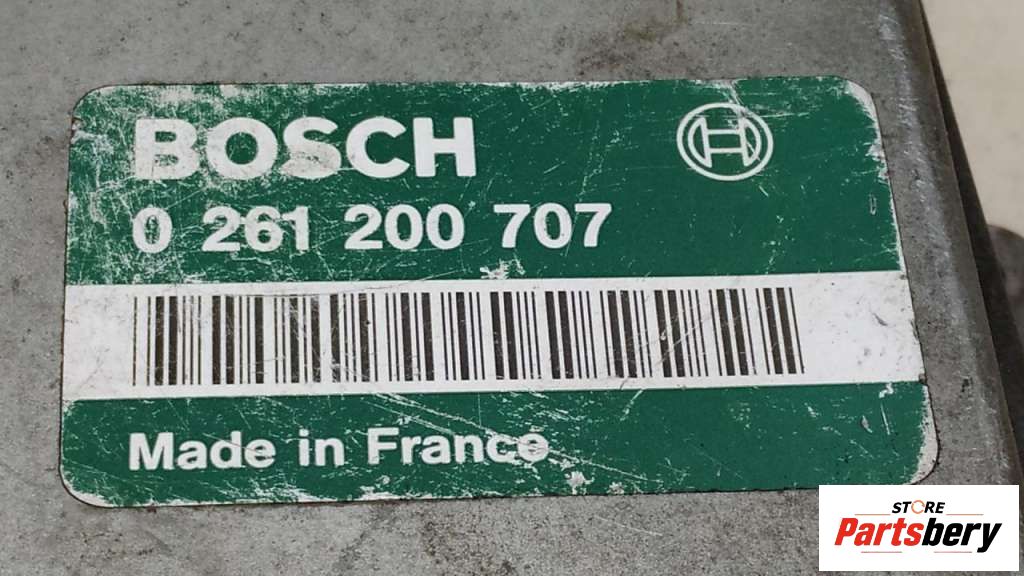 BOSCH
0 261 200 707
Made in France
STORE
Partsbery